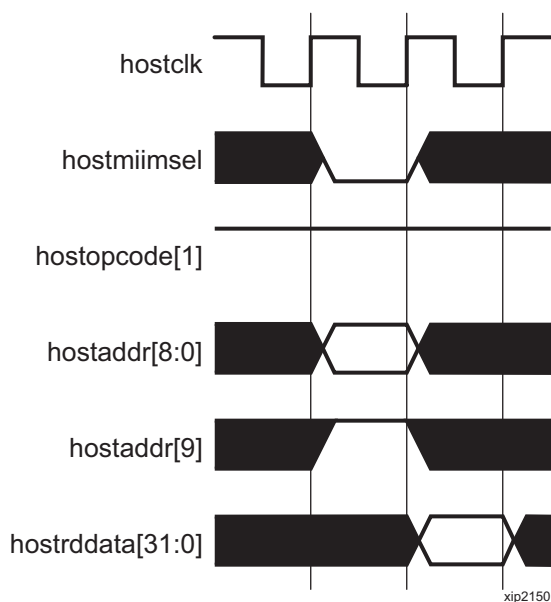 hostclk
hostmiimsel
hostopcode[1]
hostaddr[8:0]
hostaddr[9]
hostrddata[31:0]
xip2150